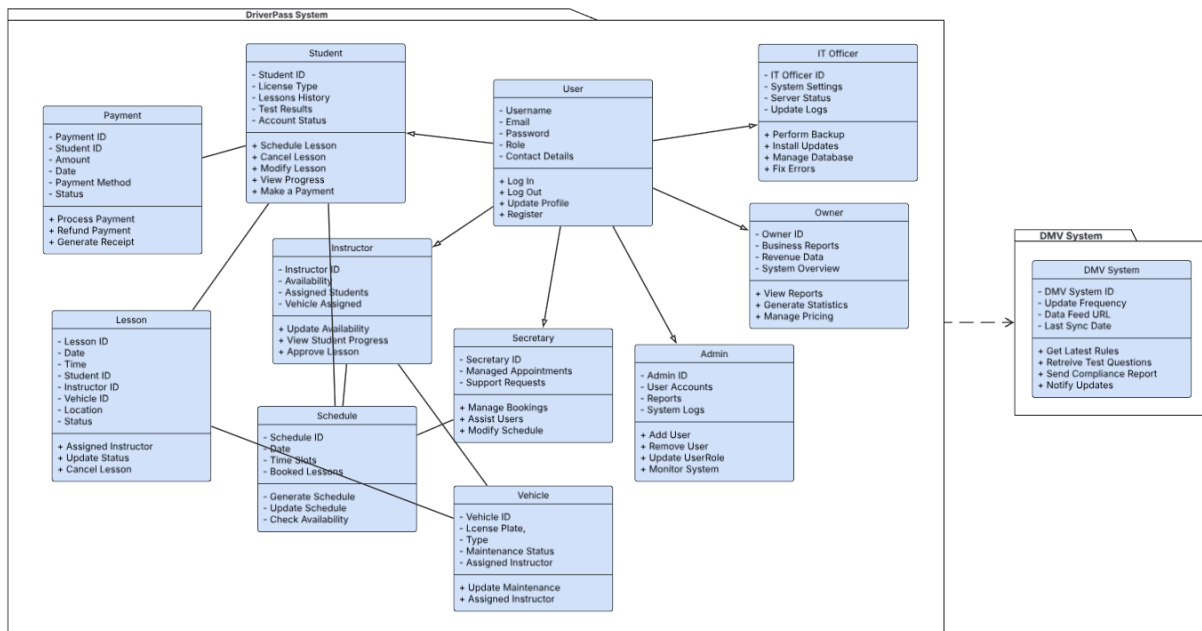 DriverPass System
Student
- Student ID
- License Type
- Lessons History
- Test Results
- Account Status
+ Schedule Lesson
+ Cancel Lesson
+ Modify Lesson
+ View Progress
+ Make a Payment
User
- Username
- Email
- Password
- Role
- Contact Details
+ Log In
+ Log Out
+ Update Profile
+ Register
IT Officer
- IT Officer ID
- System Settings
- Server Status
- Update Logs
+ Perform Backup
+ Install Updates
+ Manage Database
+ Fix Errors
Payment
- Payment ID
- Student ID
- Amount
- Date
- Payment Method
- Status
+ Process Payment
+ Refund Payment
+ Generate Receipt
Instructor
- Instructor ID
- Availability
- Assigned Students
- Vehicle Assigned
+ Update Availability
+ View Student Progress
+ Approve Lesson
Owner
- Owner ID
- Business Reports
- Revenue Data
- System Overview
+ View Reports
+ Generate Statistics
+ Manage Pricing
DMV System
DMV System
- DMV System ID
- Update Frequency
- Data Feed URL
- Last Sync Date
+ Get Latest Rules
+ Retreive Test Questions
+ Send Compliance Report
+ Notify Updates
Lesson
- Lesson ID
- Date
- Time
- Student ID
- Instructor ID
- Vehicle ID
- Location
- Status
+ Assigned Instructor
+ Update Status
+ Cancel Lesson
Secretary
- Secretary ID
- Managed Appointments
- Support Requests
+ Manage Bookings
+ Assist Users
+ Modify Schedule
Admin
- Admin ID
- User Accounts
- Reports
- System Logs
+ Add User
+ Remove User
+ Update UserRole
+ Monitor System
Schedule
- Schedule ID
- Date
- Time Slots
- Booked Lessons
- Generate Schedule
- Update Schedule
- Check Availability
Vehicle
- Vehicle ID
- Lcense Plate,
- Type
- Maintenance Status
- Assigned Instructor
+ Update Maintenance
+ Assigned Instructor